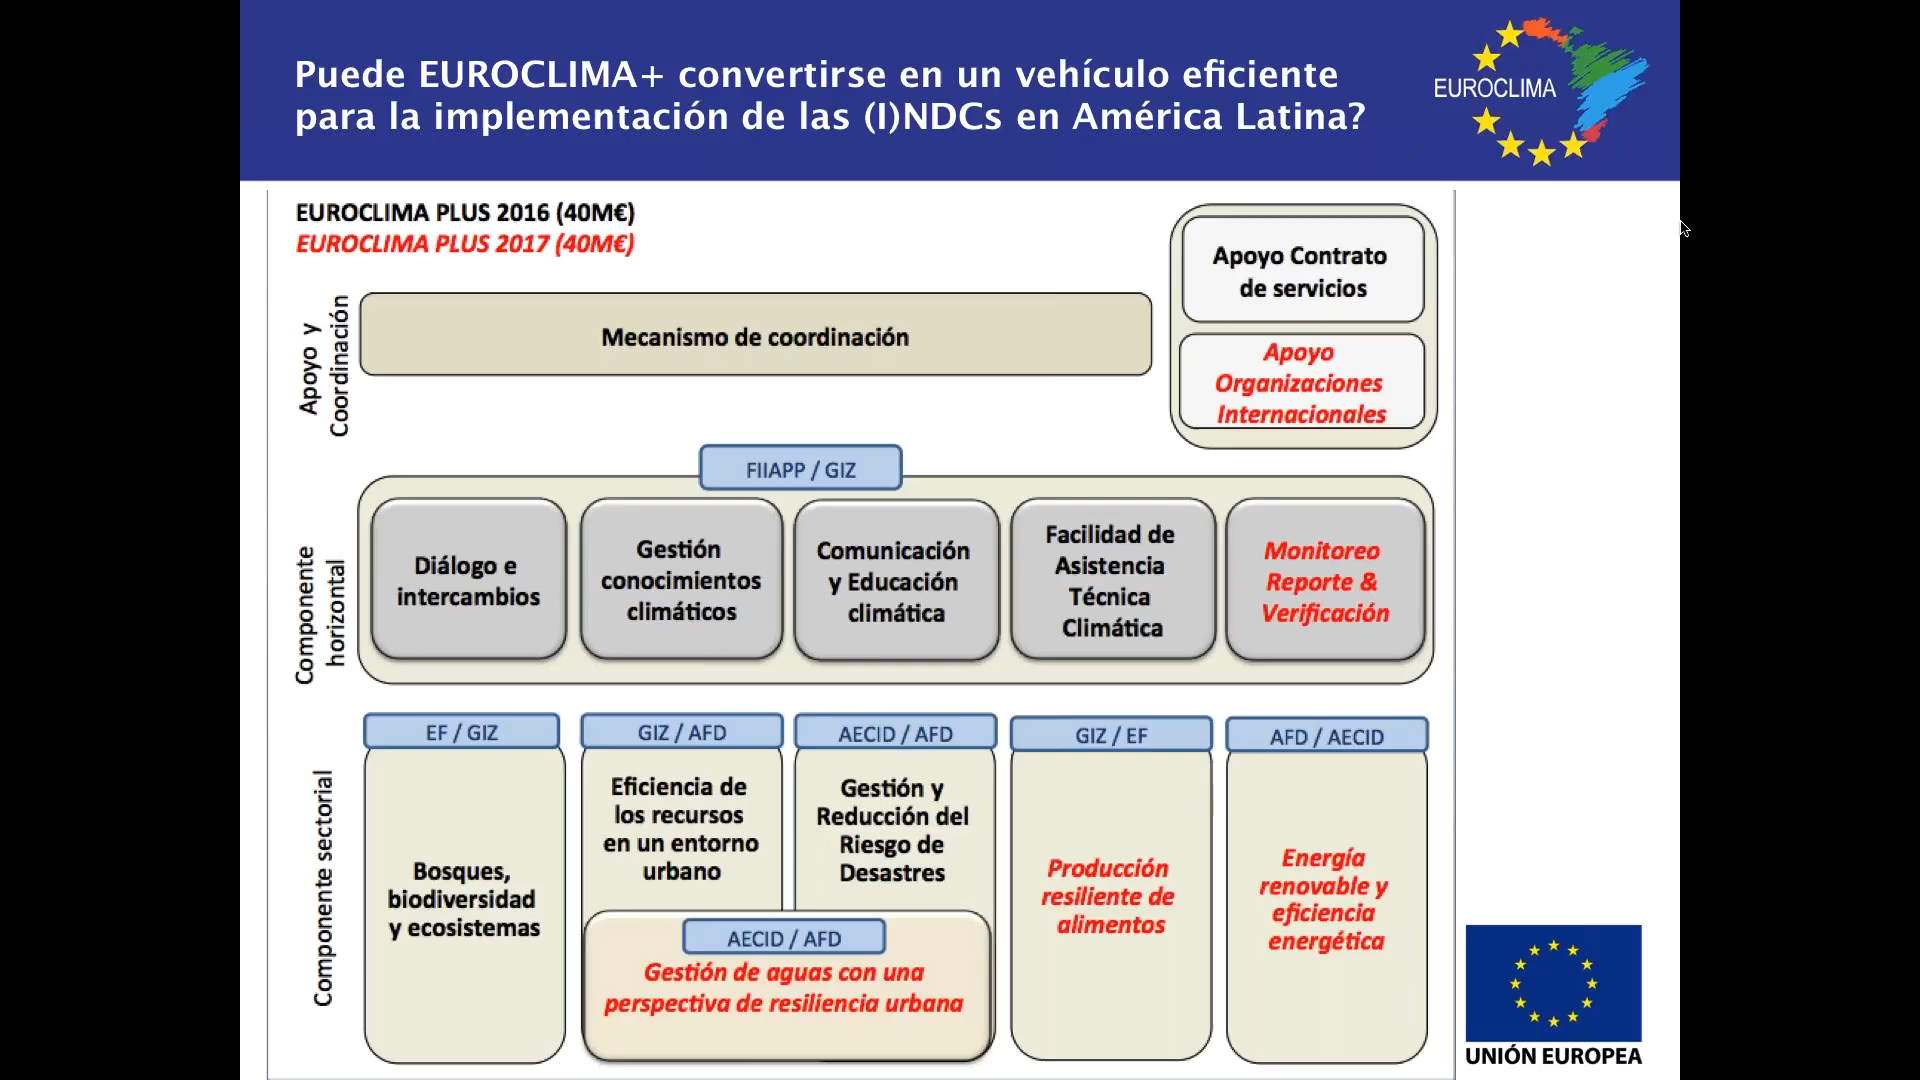 Puede EUROCLIMA+ convertirse en un vehículo eficiente
para la implementación de las (I)NDCs en América Latina?
EUROCLIMA
EUROCLIMA PLUS 2016 (40M€)
EUROCLIMA PLUS 2017 (40M€)
Apoyo y
Coordinación
Mecanismo de coordinación
Apoyo Contrato
de servicios
Apoyo
Organizaciones
Internacionales
Componente
horizontal
FIIAPP / GIZ
Diálogo e
intercambios
Gestión
conocimientos
climáticos
Comunicación
y Educación
climática
Facilidad de
Asistencia
Técnica
Climática
Monitoreo
Reporte &
Verificación
Componente sectorial
EF / GIZ
Bosques,
biodiversidad
y ecosistemas
GIZ / AFD
Eficiencia de
los recursos
en un entorno
urbano
AECID / AFD
Gestión y
Reducción del
Riesgo de
Desastres
AECID / AFD
Gestión de aguas con una
perspectiva de resiliencia urbana
GIZ / EF
Producción
resiliente de
alimentos
AFD / AECID
Energía
renovable y
eficiencia
energética
UNIÓN EUROPEA